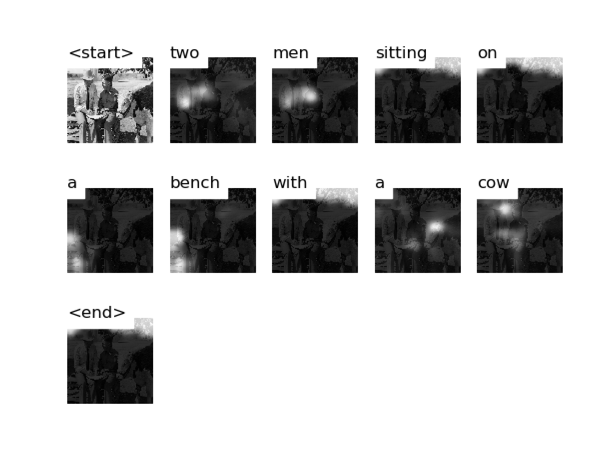 <start> two men sitting on
a bench with a cow
<end>